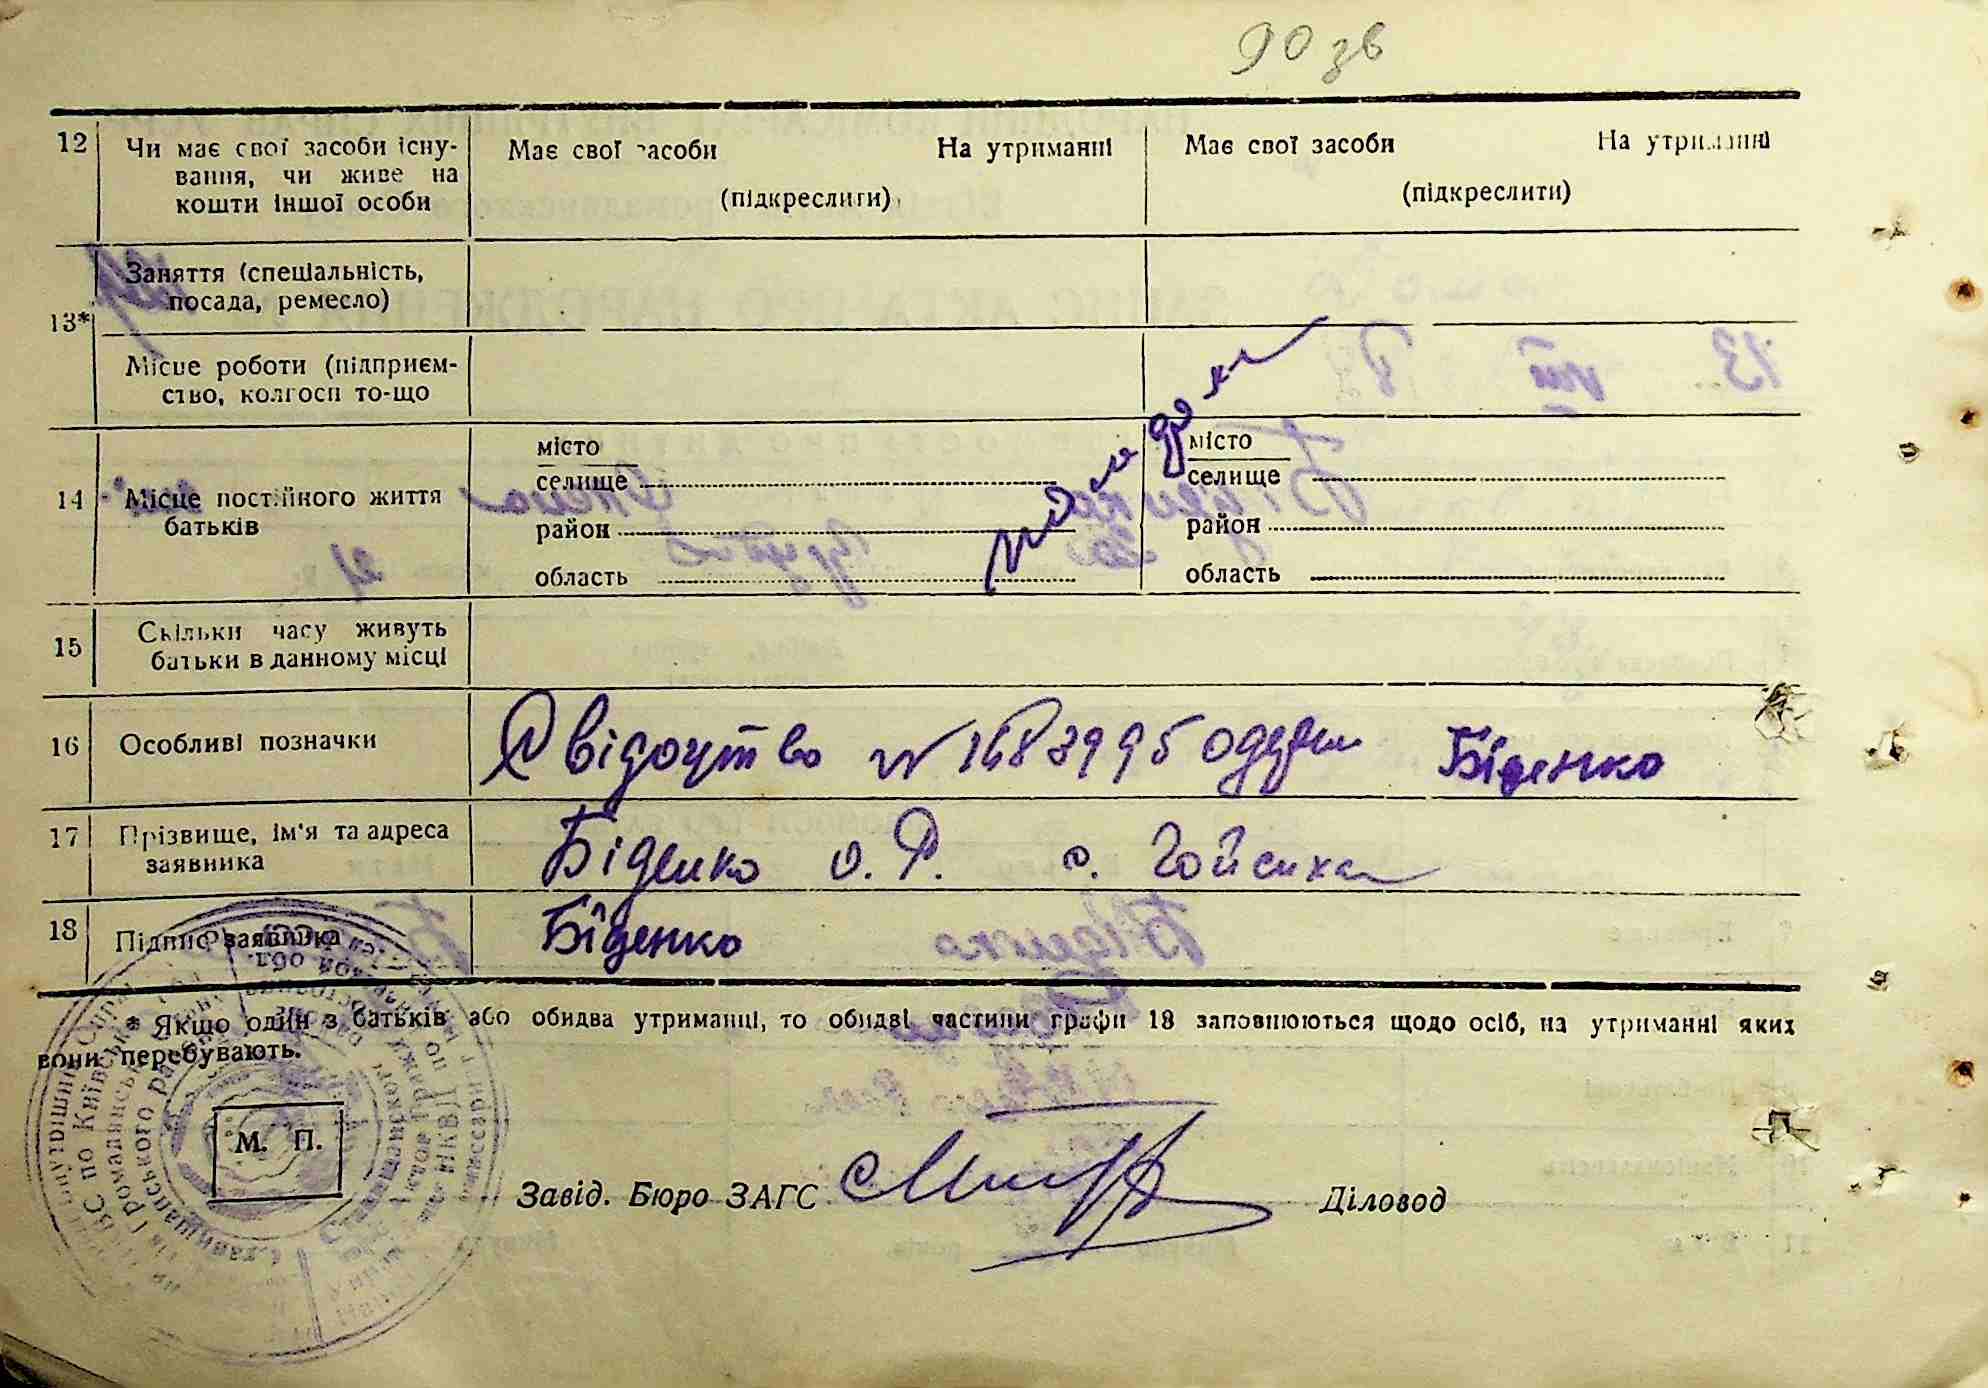 90 зв
12 Чи має свої засоби існування, чи живе на кошти іншої особи
Має свої засоби На утриманні
(підкреслити)
Має свої засоби На утриманні
(підкреслити)
13*
Заняття (спеціальність,
посада, ремесло)
Місце роботи (підприєм-
ство, колгосп то-що
14 Місце постійного життя
батьків
місто
селище
район
область
місто
селище
район
область
15 Скільки часу живуть
батьки в данному місці
16 Особливі позначки
Свідоцтво № 1683995 одержав Біденко
17 Прізвище, ім'я та адреса
заявника
Біденко О. Р. с. Гойсиха
18 Підпис заявника
Біденко
* Якщо один з батьків або обидва утриманці, то обидві частини графи 18 заповнюються щодо осіб, на утриманні яких
вони перебувають.
М. П.
Завід. Бюро ЗАГС
Діловод